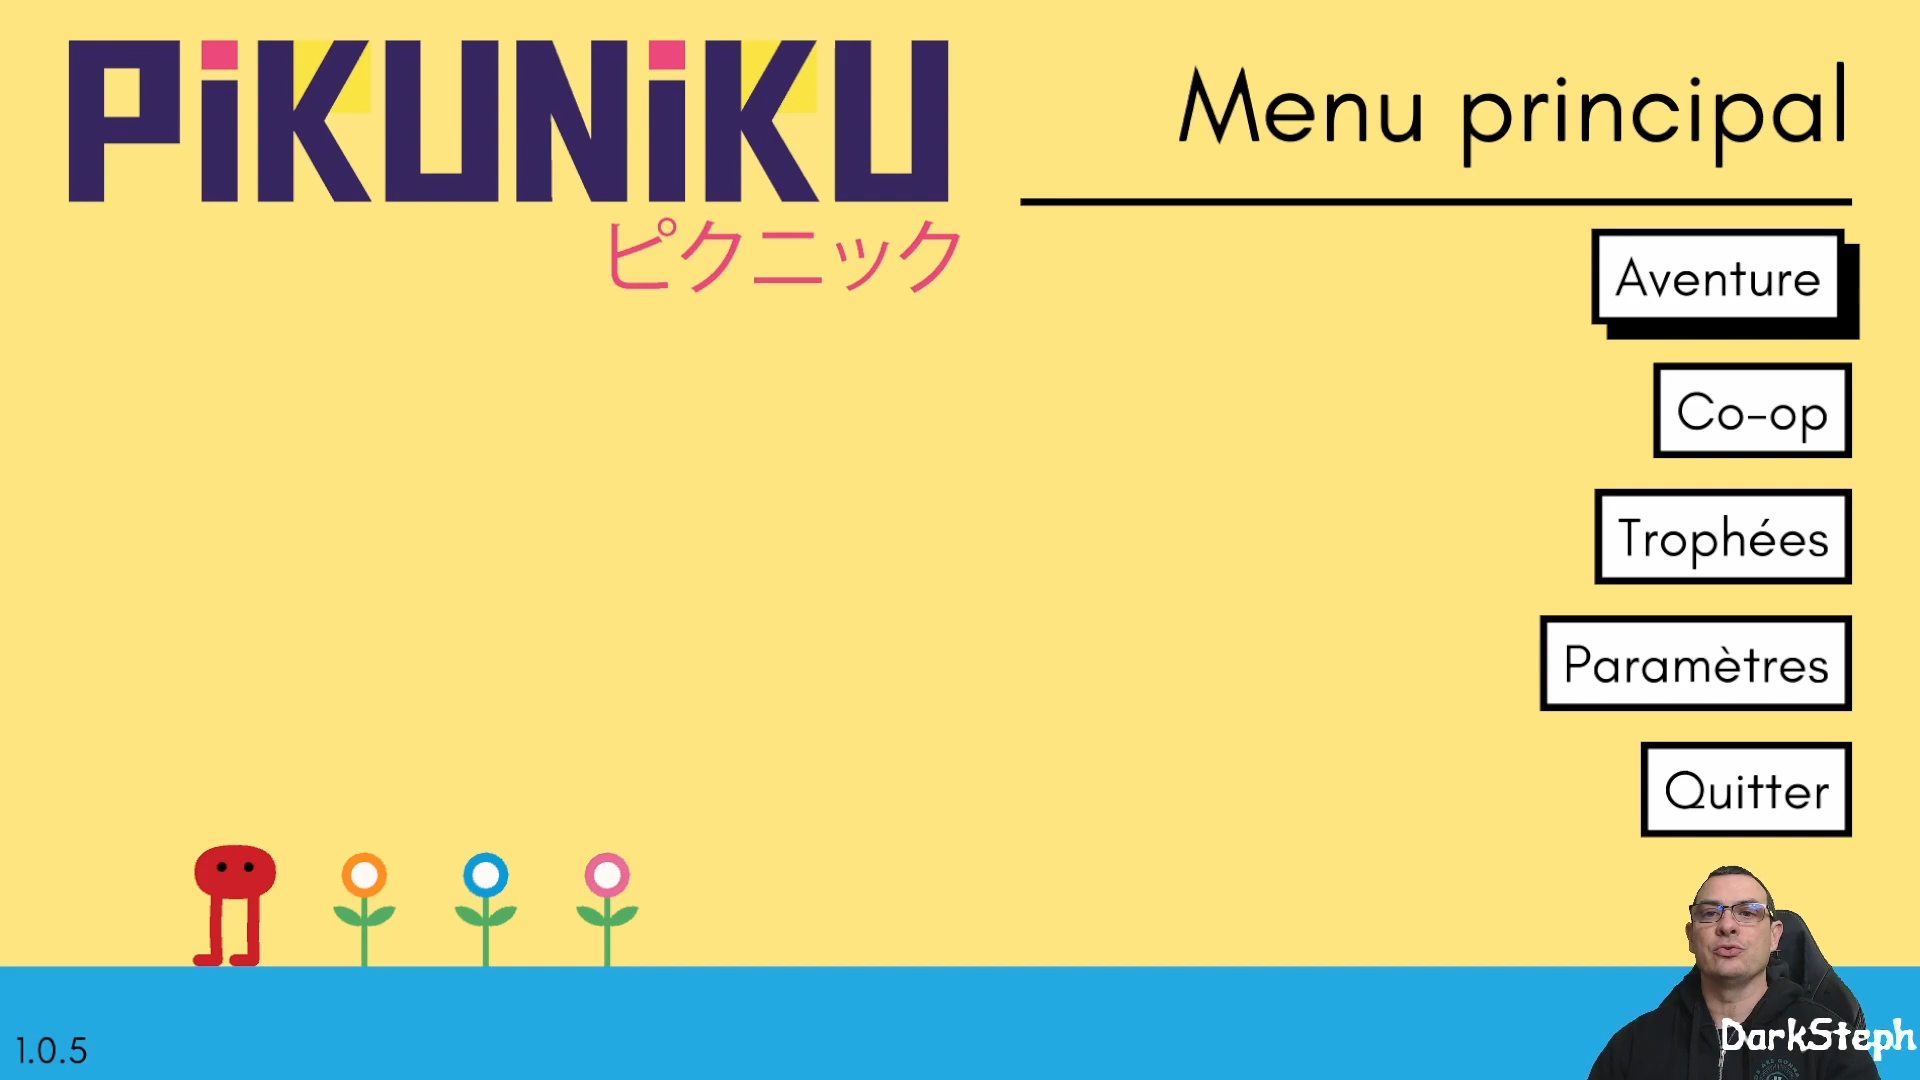 PiKUNiKU
ピクニック
Menu principal
Aventure
Co-op
Trophées
Paramètres
Quitter
1.0.5
DarkSteph